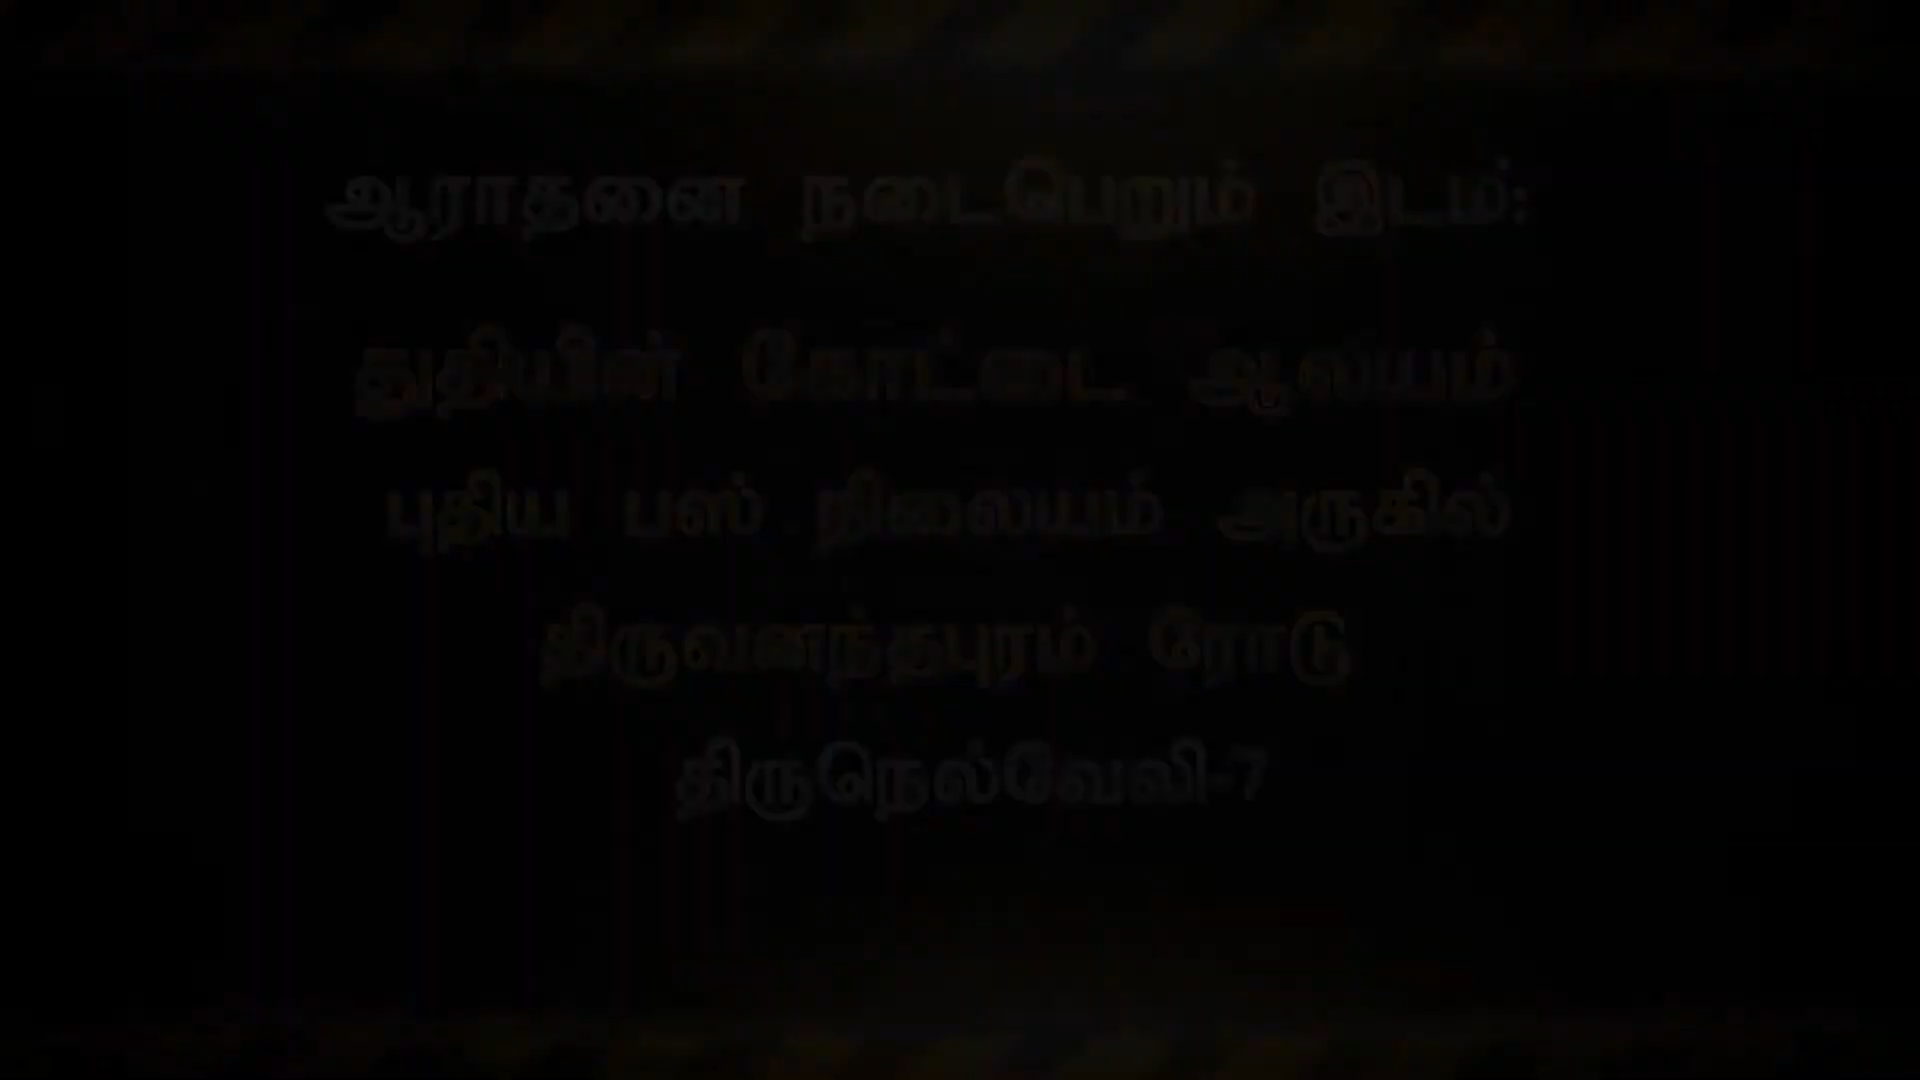 ஆராதனை நடைபெறும் இடம்:
துதியின் கோட்டை ஆலயம்
புதிய பஸ் நிலையம் அருகில்
திருவனந்தபுரம் ரோடு
திருநெல்வேலி-7